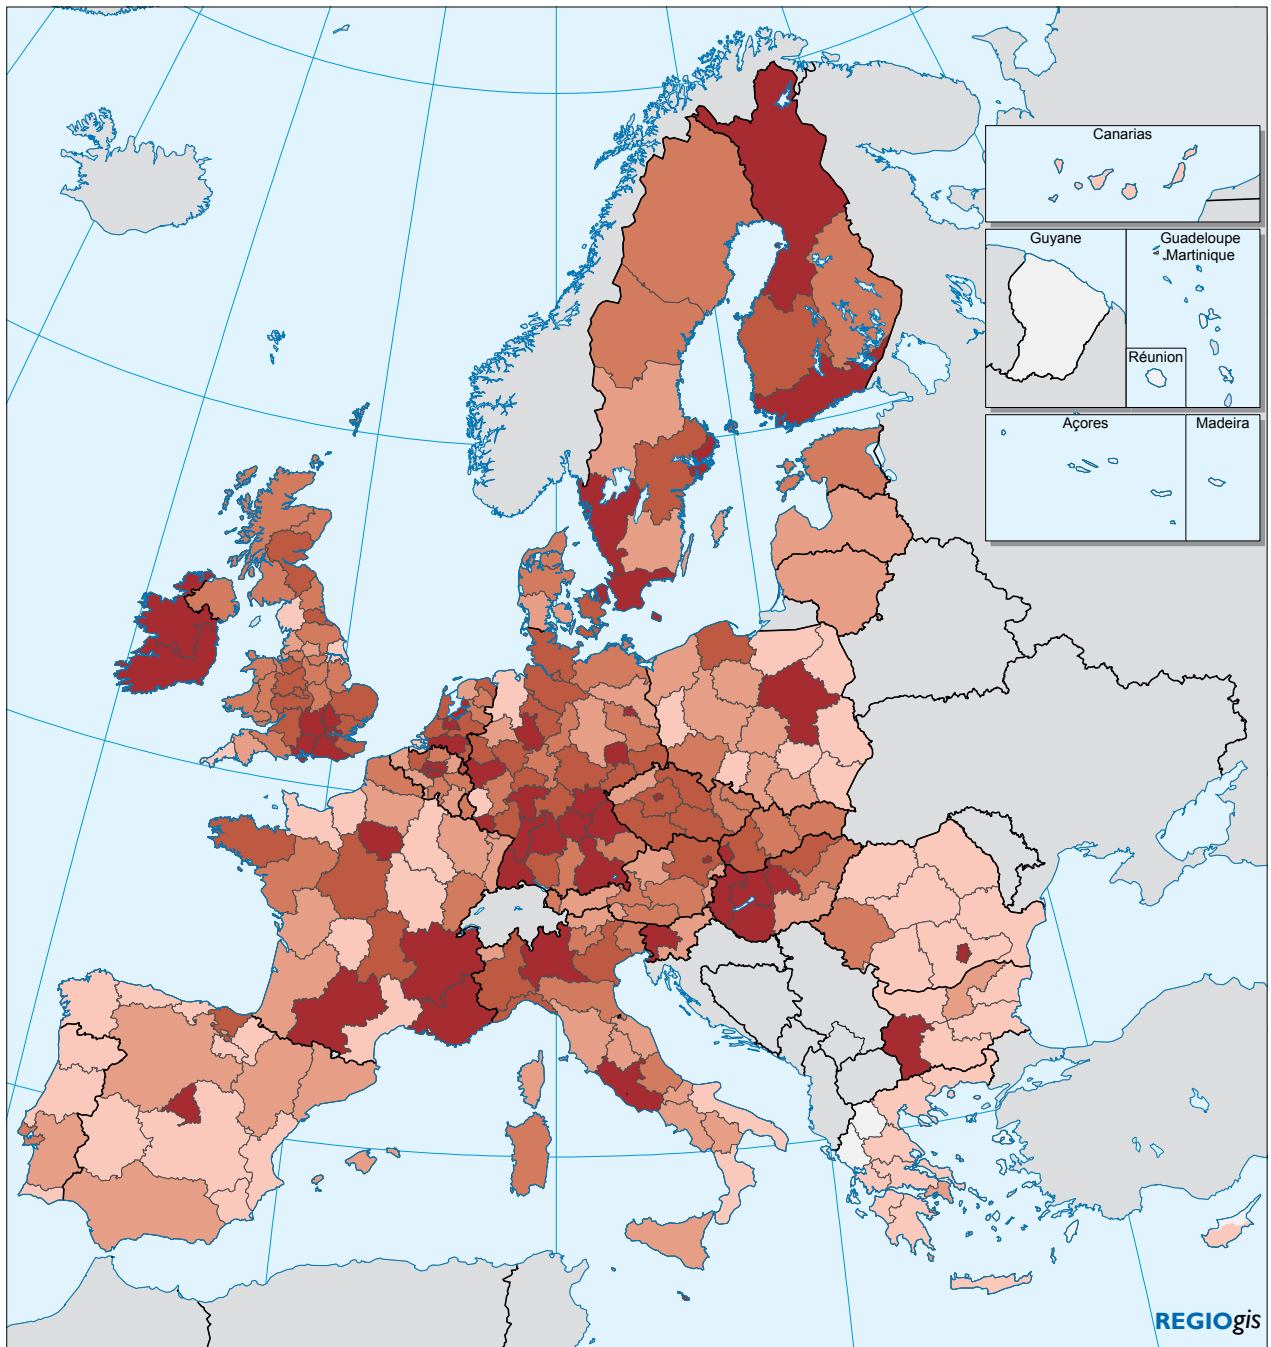 Canarias
Guyane
Guadeloupe
Martinique
Réunion
Açores
Madeira
REGIOgis